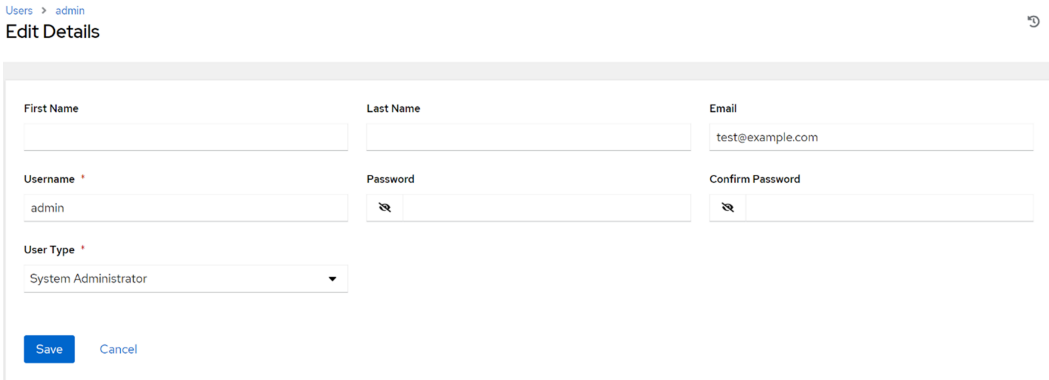 Users > admin
Edit Details
First Name Last Name Email
test@example.com
Username * Password Confirm Password
admin
User Type *
System Administrator
Save Cancel